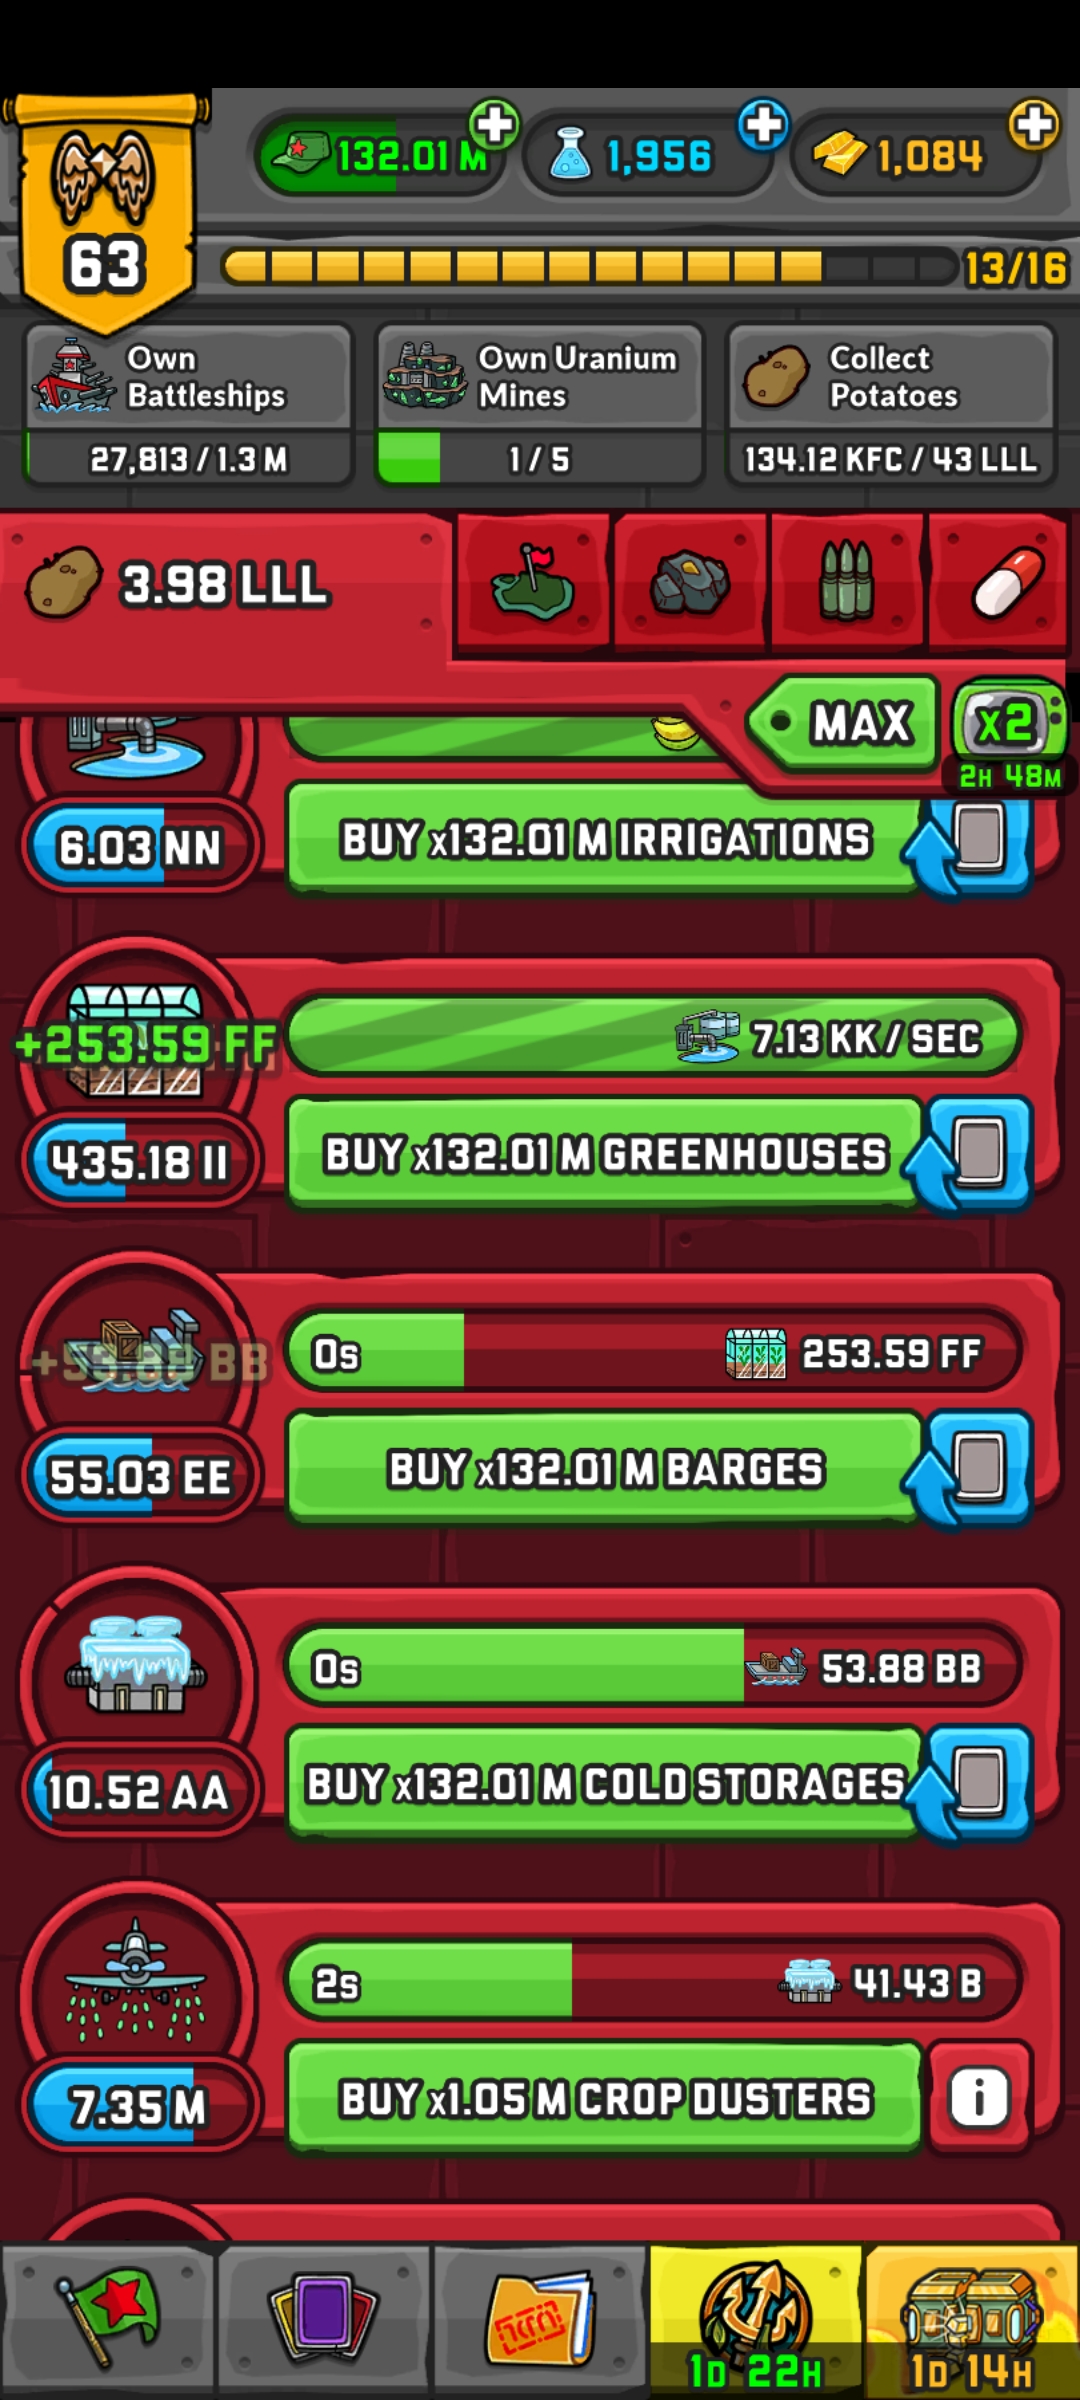 63
132.01 M
1,956
1,084
13/16
Own
Battleships
27,813 / 1.3 M
Own Uranium
Mines
1 / 5
Collect
Potatoes
134.12 KFC / 43 LLL
3.98 LLL
MAX
x2
2H 48M
6.03 NN
BUY x132.01 M IRRIGATIONS
+253.59 FF
7.13 KK / SEC
435.18 II
BUY x132.01 M GREENHOUSES
+53.88 BB
0s
253.59 FF
55.03 EE
BUY x132.01 M BARGES
0s
53.88 BB
10.52 AA
BUY x132.01 M COLD STORAGES
2s
41.43 B
7.35 M
BUY x1.05 M CROP DUSTERS
i
1D 22H
1D 14H